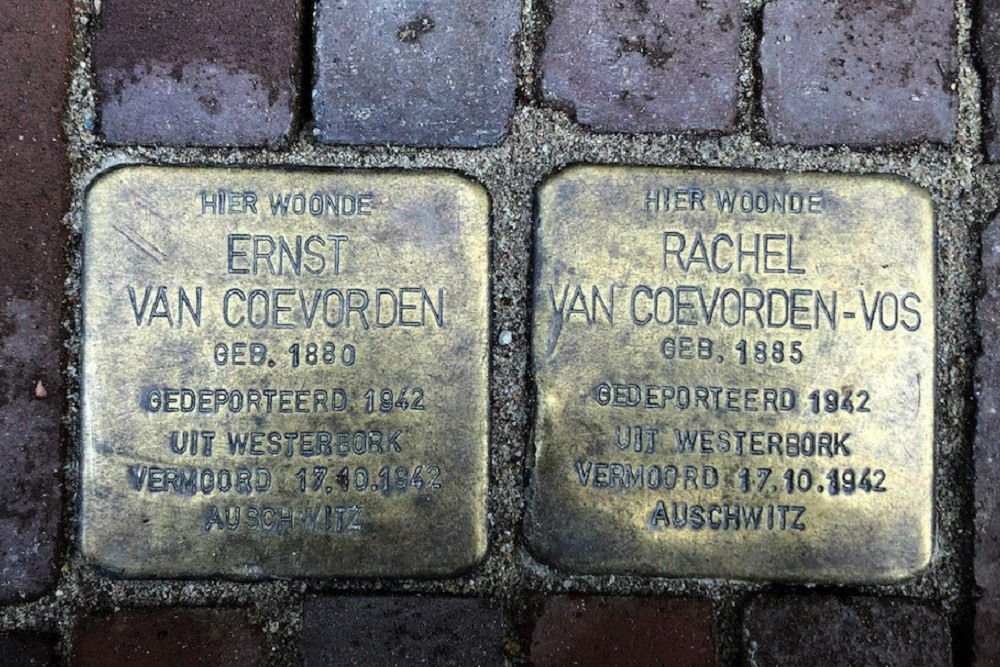 HIER WOONDE
ERNST
VAN COEVORDEN
GEB. 1880
GEDEPORTEERD 1942
UIT WESTERBORK
VERMOORD 17.10.1942
AUSCHWITZ
HIER WOONDE
RACHEL
VAN COEVORDEN-VOS
GEB. 1885
GEDEPORTEERD 1942
UIT WESTERBORK
VERMOORD 17.10.1942
AUSCHWITZ